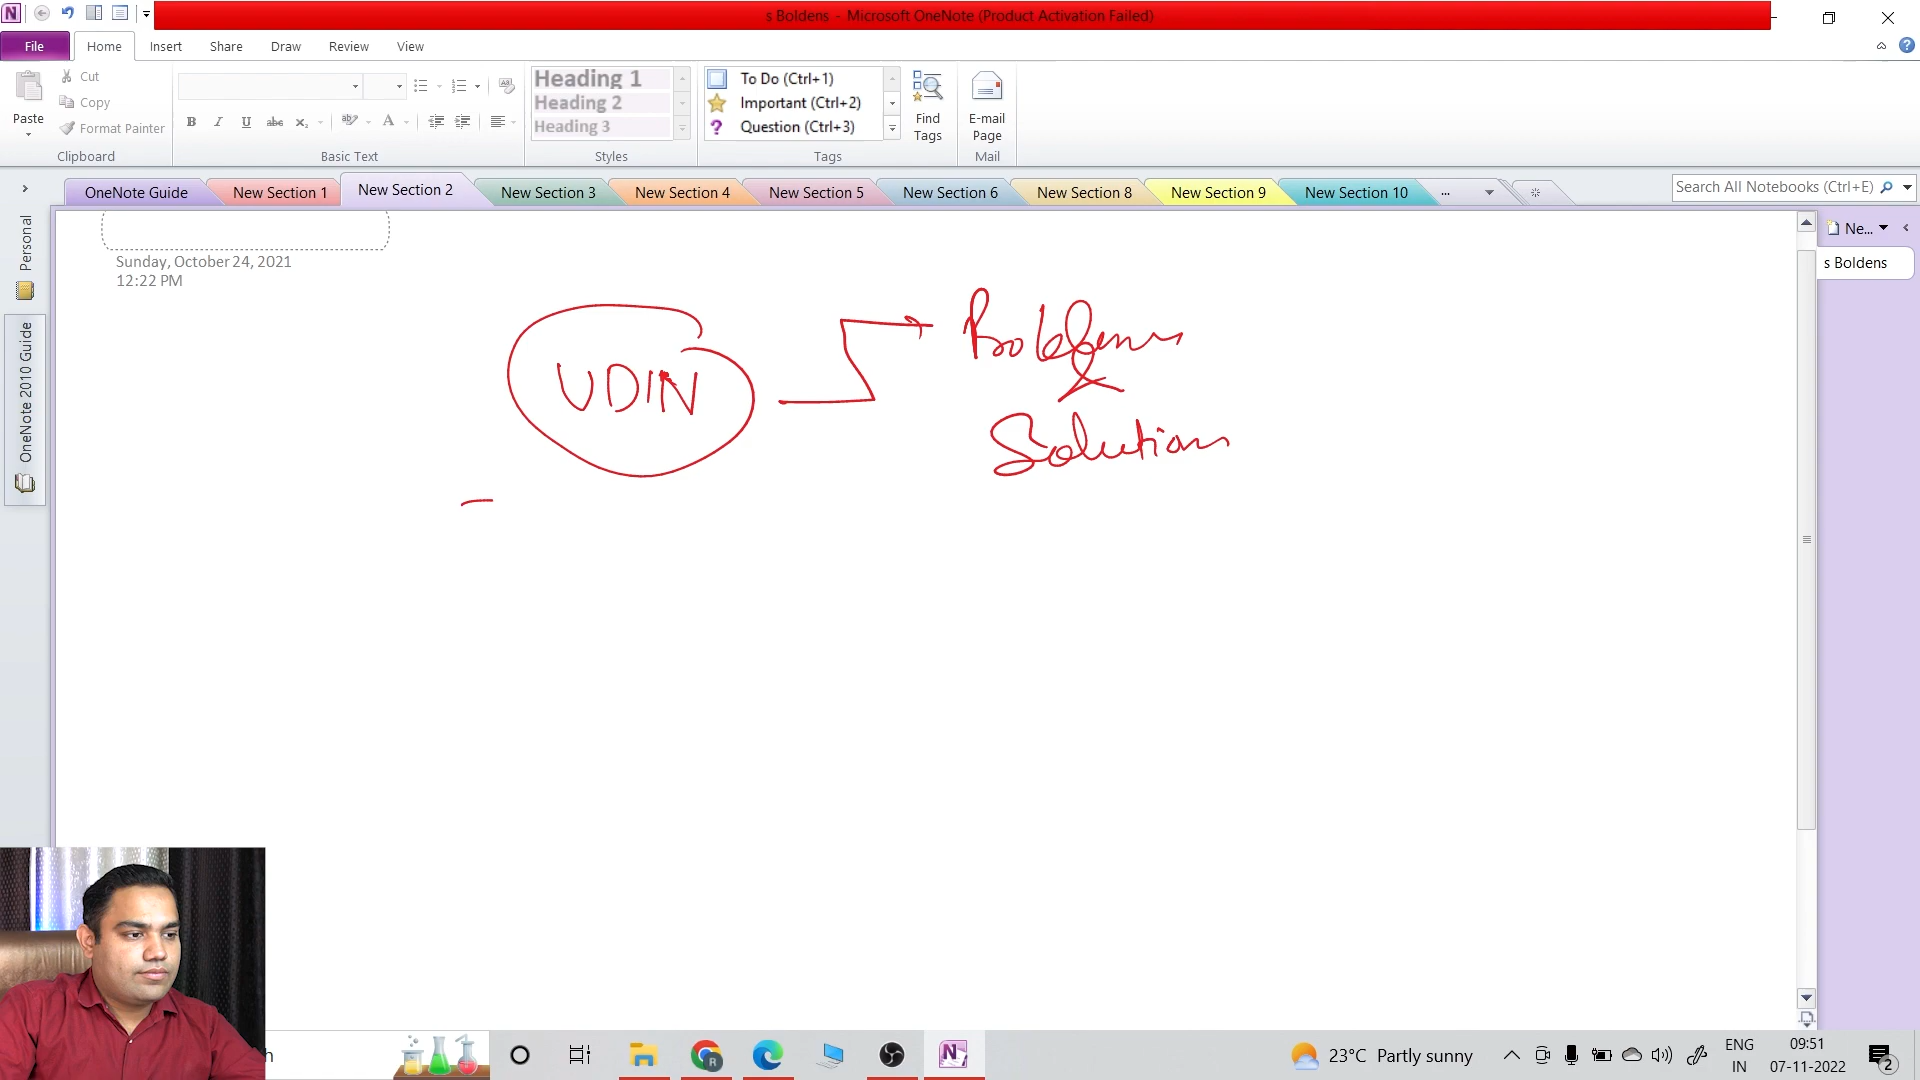 s Boldens - Microsoft OneNote (Product Activation Failed)
File Home Insert Share Draw Review View
Paste
Cut
Copy
Format Painter
Clipboard
B I U abc x₂ A
Basic Text
Heading 1
Heading 2
Heading 3
Styles
To Do (Ctrl+1)
Important (Ctrl+2)
Question (Ctrl+3)
Tags
Find Tags
E-mail Page
Mail
OneNote Guide New Section 1 New Section 2 New Section 3 New Section 4 New Section 5 New Section 6 New Section 8 New Section 9 New Section 10 ...
Search All Notebooks (Ctrl+E)
Personal
OneNote 2010 Guide
Ne...
s Boldens
Sunday, October 24, 2021
12:22 PM
UDIN
Problems
&
Solutions
h
23°C Partly sunny
ENG
IN
09:51
07-11-2022
2